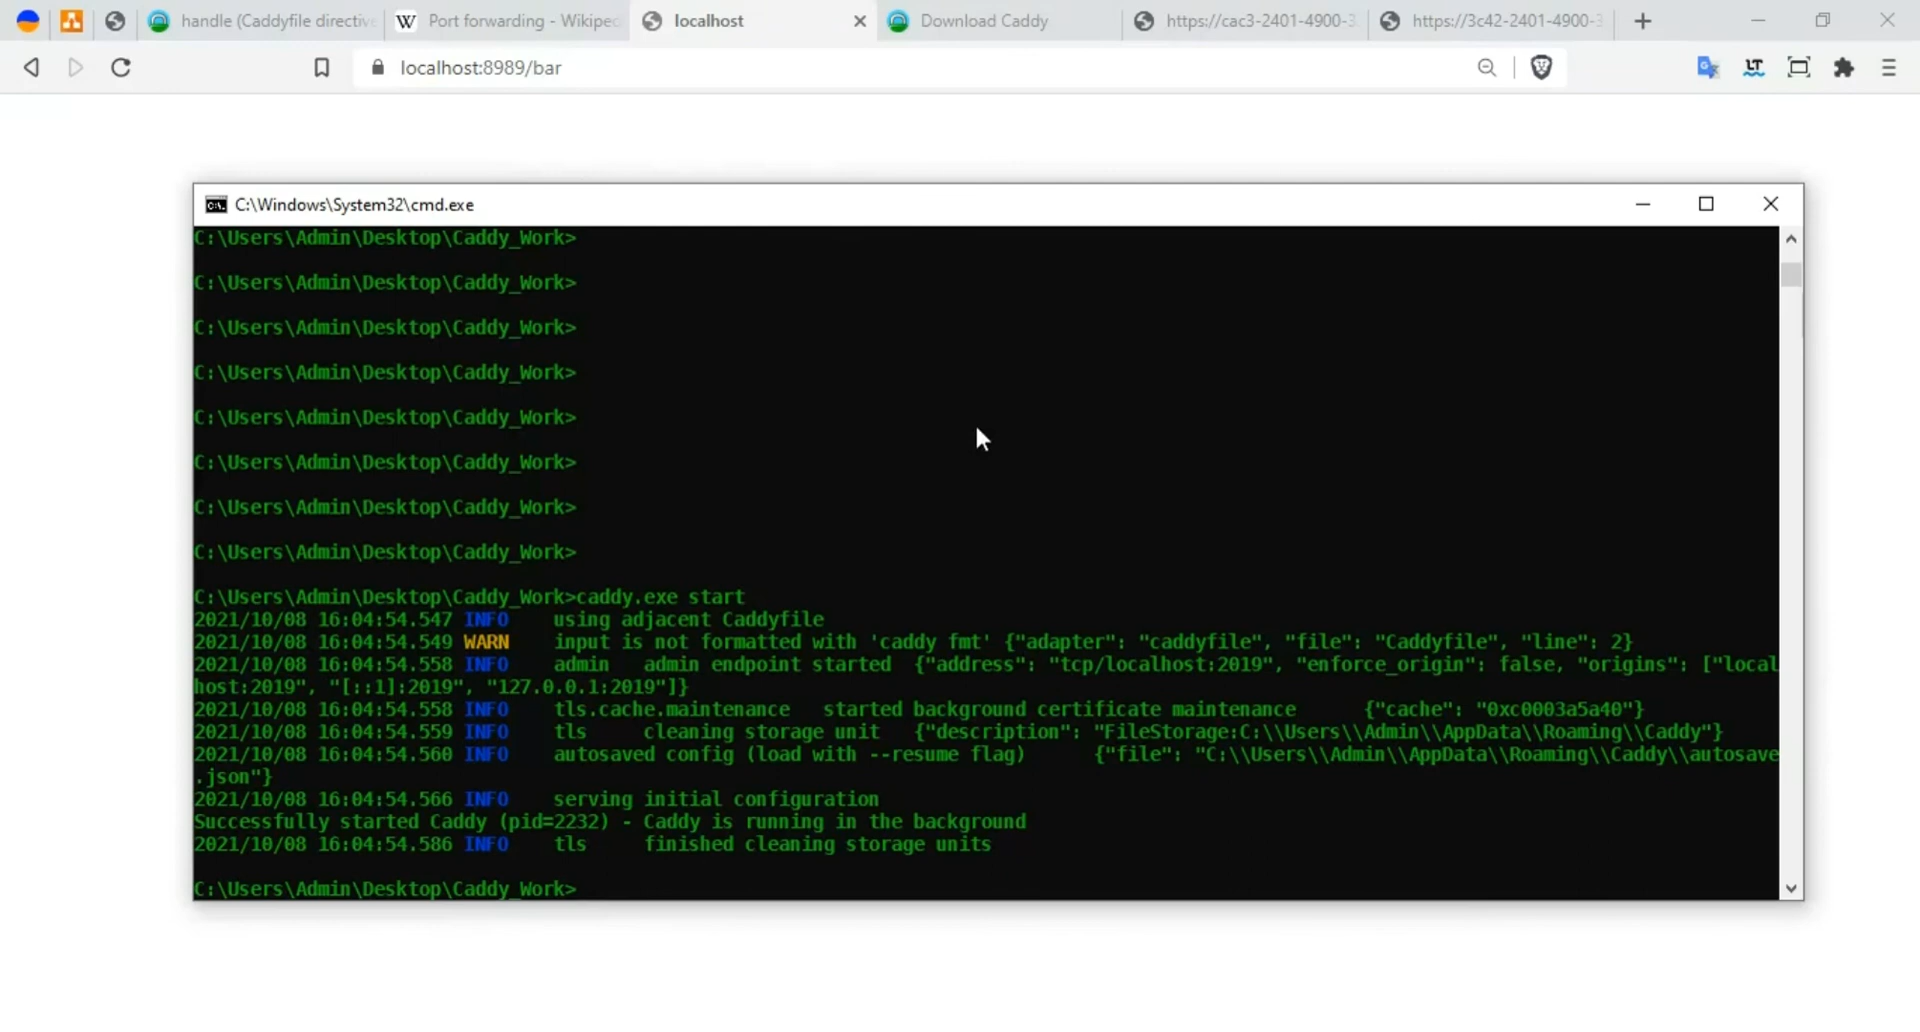 handle (Caddyfile directive
Port forwarding - Wikiped
localhost
Download Caddy
https://cac3-2401-4900-3
https://3c42-2401-4900-3
localhost:8989/bar
C:\Windows\System32\cmd.exe
C:\Users\Admin\Desktop\Caddy_Work>
C:\Users\Admin\Desktop\Caddy_Work>
C:\Users\Admin\Desktop\Caddy_Work>
C:\Users\Admin\Desktop\Caddy_Work>
C:\Users\Admin\Desktop\Caddy_Work>
C:\Users\Admin\Desktop\Caddy_Work>
C:\Users\Admin\Desktop\Caddy_Work>
C:\Users\Admin\Desktop\Caddy_Work>
C:\Users\Admin\Desktop\Caddy_Work>caddy.exe start
2021/10/08 16:04:54.547 INFO    using adjacent Caddyfile
2021/10/08 16:04:54.549 WARN    input is not formatted with 'caddy fmt' {"adapter": "caddyfile", "file": "Caddyfile", "line": 2}
2021/10/08 16:04:54.558 INFO    admin   admin endpoint started  {"address": "tcp/localhost:2019", "enforce_origin": false, "origins": ["local
host:2019", "[::1]:2019", "127.0.0.1:2019"]}
2021/10/08 16:04:54.558 INFO    tls.cache.maintenance   started background certificate maintenance      {"cache": "0xc0003a5a40"}
2021/10/08 16:04:54.559 INFO    tls     cleaning storage unit   {"description": "FileStorage:C:\\Users\\Admin\\AppData\\Roaming\\Caddy"}
2021/10/08 16:04:54.560 INFO    autosaved config (load with --resume flag)      {"file": "C:\\Users\\Admin\\AppData\\Roaming\\Caddy\\autosave
.json"}
2021/10/08 16:04:54.566 INFO    serving initial configuration
Successfully started Caddy (pid=2232) - Caddy is running in the background
2021/10/08 16:04:54.586 INFO    tls     finished cleaning storage units
C:\Users\Admin\Desktop\Caddy_Work>